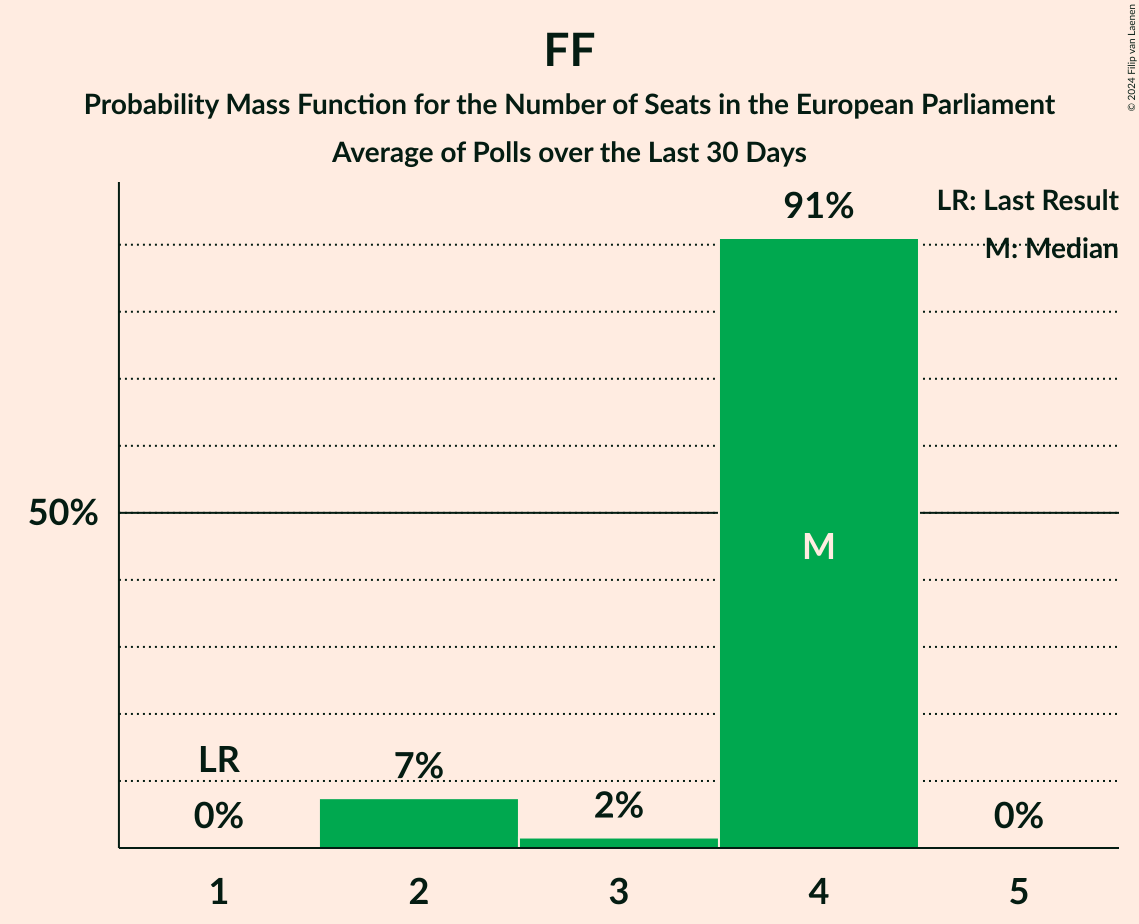 FF
Probability Mass Function for the Number of Seats in the European Parliament
Average of Polls over the Last 30 Days
© 2024 Filip van Laenen
LR: Last Result
M: Median
91%
50%
M
LR
7%
2%
0%
0%
1
2
3
4
5